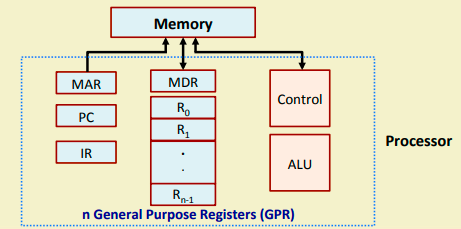 Memory
MAR
MDR
Control
PC
R0
R1
IR
.
.
ALU
Processor
Rn-1
n General Purpose Registers (GPR)